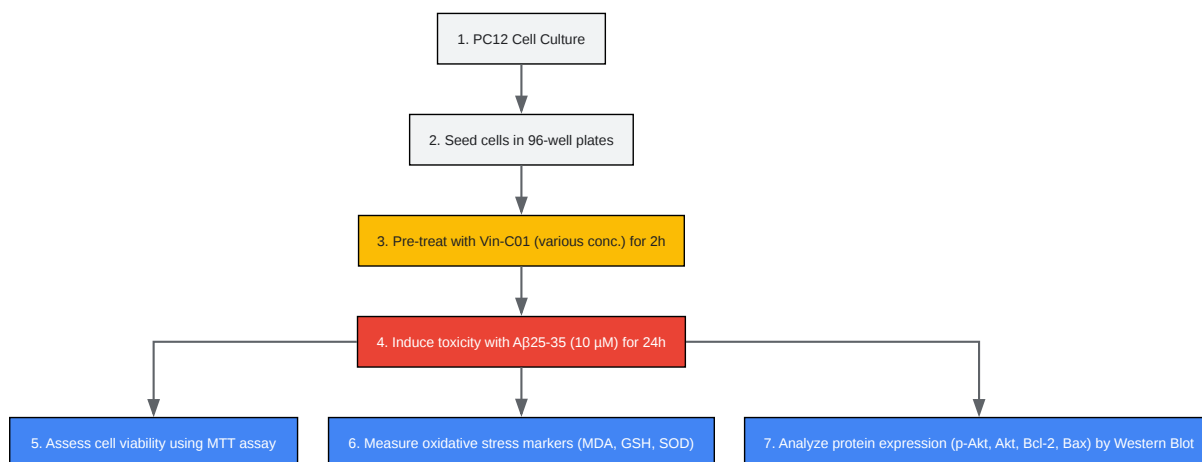 1. PC12 Cell Culture
2. Seed cells in 96-well plates
3. Pre-treat with Vin-C01 (various conc.) for 2h
4. Induce toxicity with Aβ25-35 (10 µM) for 24h
5. Assess cell viability using MTT assay
6. Measure oxidative stress markers (MDA, GSH, SOD)
7. Analyze protein expression (p-Akt, Akt, Bcl-2, Bax) by Western Blot